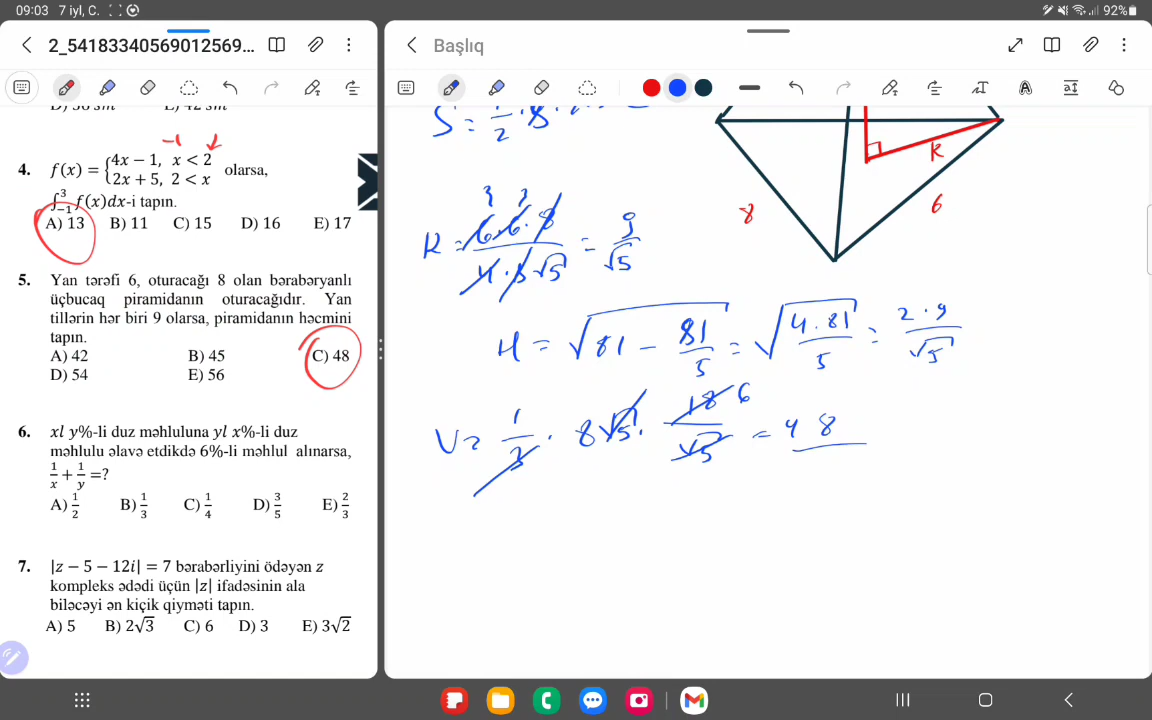 09:03 7 iyl, C.
92%
2_54183340569012569...
Başlıq
4. f(x) = {4x − 1, x < 2
2x + 5, 2 < x olarsa,
∫₋₁³ f(x)dx-i tapın.
A) 13 B) 11 C) 15 D) 16 E) 17
-1
5. Yan tərəfi 6, oturacağı 8 olan bərabəryanlı
üçbucaq piramidanın oturacağıdır. Yan
tillərin hər biri 9 olarsa, piramidanın həcmini
tapın.
A) 42 B) 45 C) 48
D) 54 E) 56
6. xl y%-li duz məhluluna yl x%-li duz
məhlulu əlavə etdikdə 6%-li məhlul alınarsa,
1/x + 1/y =?
A) 1/2 B) 1/3 C) 1/4 D) 3/5 E) 2/3
7. |z − 5 − 12i| = 7 bərabərliyini ödəyən z
kompleks ədədi üçün |z| ifadəsinin ala
biləcəyi ən kiçik qiyməti tapın.
A) 5 B) 2√3 C) 6 D) 3 E) 3√2
R
8
6
R = 6·6·8 / 4·8√5 = 9/√5
3 3
H = √(81 − 81/5) = √(4·81/5) = 2·9/√5
V = 1/3 · 8√5 · 18/√5 = 48
6